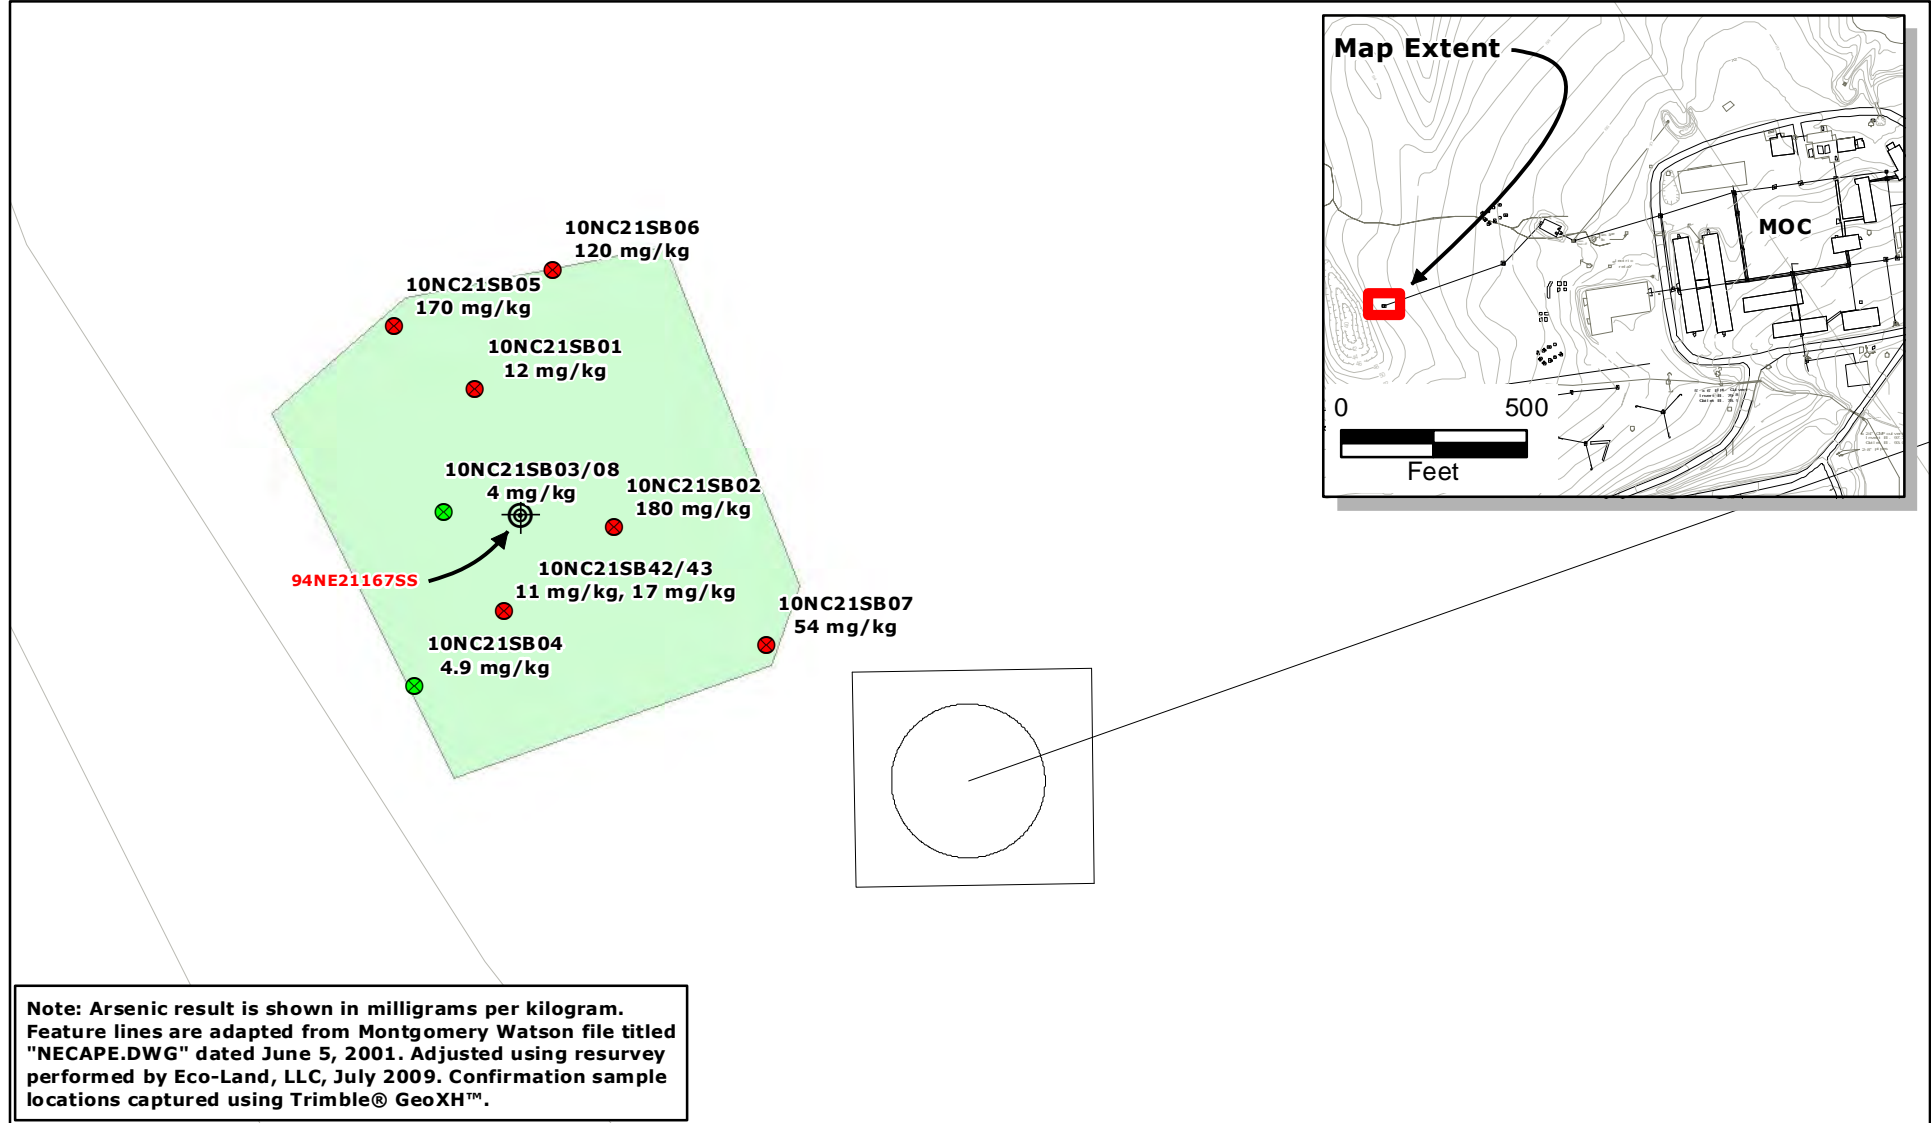 Map Extent
MOC
0 500
Feet
10NC21SB06
120 mg/kg
10NC21SB05
170 mg/kg
10NC21SB01
12 mg/kg
10NC21SB03/08
4 mg/kg
10NC21SB02
180 mg/kg
94NE21167SS
10NC21SB42/43
11 mg/kg, 17 mg/kg
10NC21SB07
54 mg/kg
10NC21SB04
4.9 mg/kg
Note: Arsenic result is shown in milligrams per kilogram.
Feature lines are adapted from Montgomery Watson file titled
"NECAPE.DWG" dated June 5, 2001. Adjusted using resurvey
performed by Eco-Land, LLC, July 2009. Confirmation sample
locations captured using Trimble® GeoXH™.